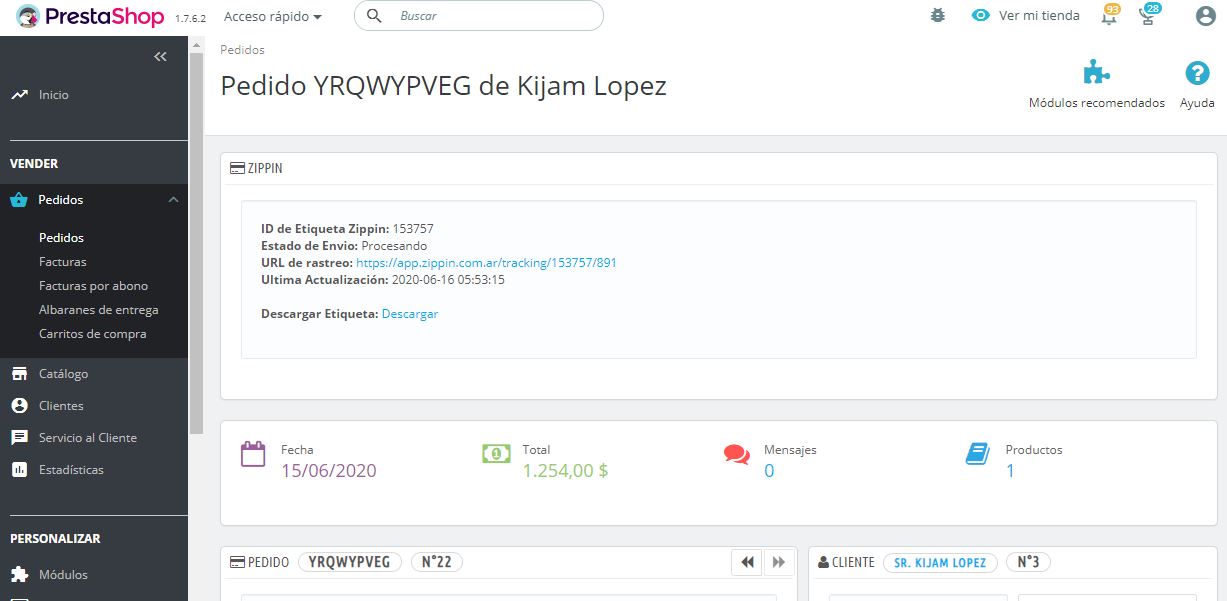 PrestaShop 1.7.6.2 Acceso rápido Buscar Ver mi tienda 93 28
Inicio
VENDER
Pedidos
Pedidos
Facturas
Facturas por abono
Albaranes de entrega
Carritos de compra
Catálogo
Clientes
Servicio al Cliente
Estadísticas
PERSONALIZAR
Módulos
Pedidos
Pedido YRQWYPVEG de Kijam Lopez
Módulos recomendados Ayuda
ZIPPIN
ID de Etiqueta Zippin: 153757
Estado de Envio: Procesando
URL de rastreo: https://app.zippin.com.ar/tracking/153757/891
Ultima Actualización: 2020-06-16 05:53:15
Descargar Etiqueta: Descargar
Fecha
15/06/2020
Total
1.254,00 $
Mensajes
0
Productos
1
PEDIDO YRQWYPVEG N°22
CLIENTE SR. KIJAM LOPEZ N°3